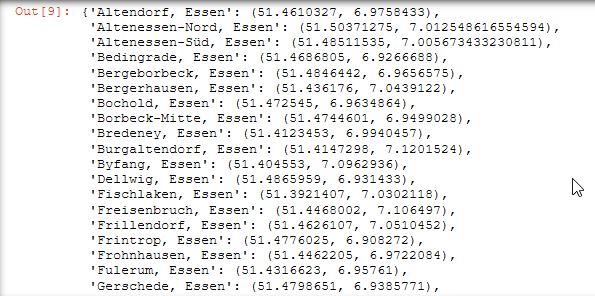 Out[9]: {'Altendorf, Essen': (51.4610327, 6.9758433),
'Altenessen-Nord, Essen': (51.50371275, 7.012548616554594),
'Altenessen-Süd, Essen': (51.48511535, 7.005673433230811),
'Bedingrade, Essen': (51.4686805, 6.9266688),
'Bergeborbeck, Essen': (51.4846442, 6.9656575),
'Bergerhausen, Essen': (51.436176, 7.0439122),
'Bochold, Essen': (51.472545, 6.9634864),
'Borbeck-Mitte, Essen': (51.4744601, 6.9499028),
'Bredeney, Essen': (51.4123453, 6.9940457),
'Burgaltendorf, Essen': (51.4147298, 7.1201524),
'Byfang, Essen': (51.404553, 7.0962936),
'Dellwig, Essen': (51.4865959, 6.931433),
'Fischlaken, Essen': (51.3921407, 7.0302118),
'Freisenbruch, Essen': (51.4468002, 7.106497),
'Frillendorf, Essen': (51.4626107, 7.0510452),
'Frintrop, Essen': (51.4776025, 6.908272),
'Frohnhausen, Essen': (51.4462205, 6.9722084),
'Fulerum, Essen': (51.4316623, 6.95761),
'Gerschede, Essen': (51.4798651, 6.9385771),